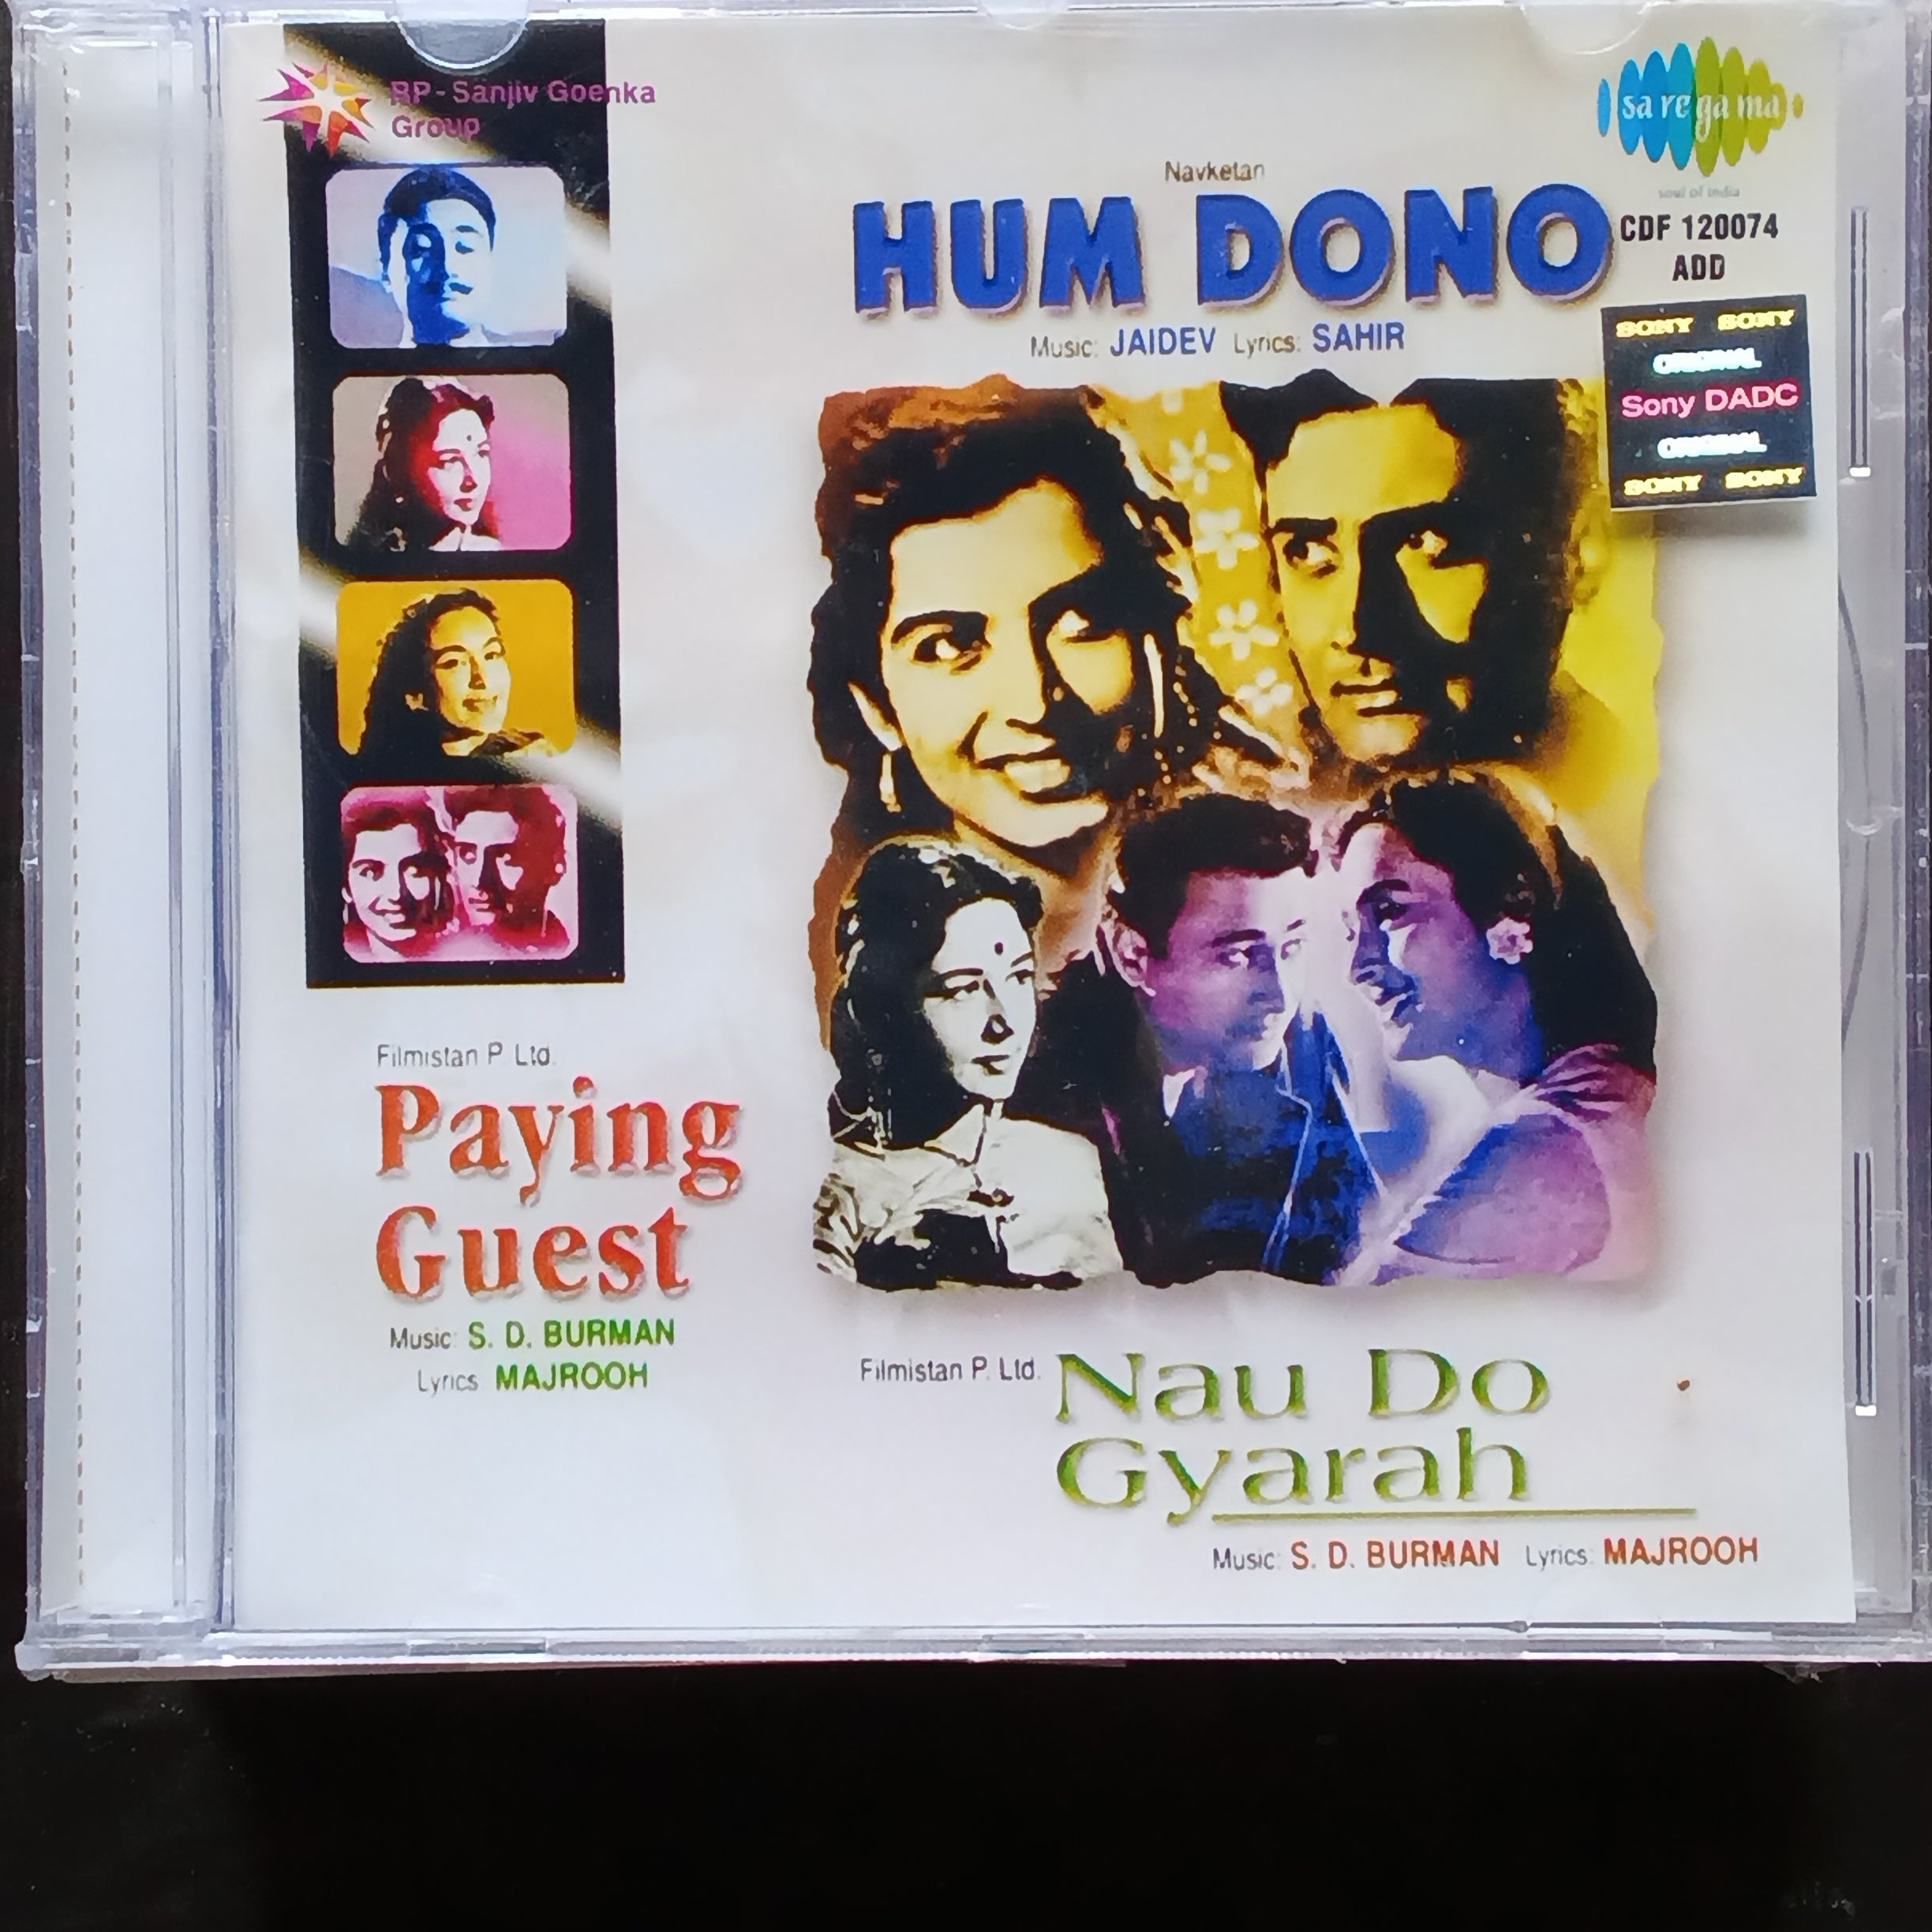 RP - Sanjiv Goenka
Group
sa re ga ma
soul of India
Navketan
HUM DONO
CDF 120074
ADD
Music: JAIDEV Lyrics: SAHIR
SONY SONY
ORIGINAL
Sony DADC
ORIGINAL
SONY SONY
Filmistan P. Ltd.
Paying
Guest
Music: S. D. BURMAN
Lyrics MAJROOH
Filmistan P. Ltd.
Nau Do
Gyarah
Music: S. D. BURMAN Lyrics: MAJROOH